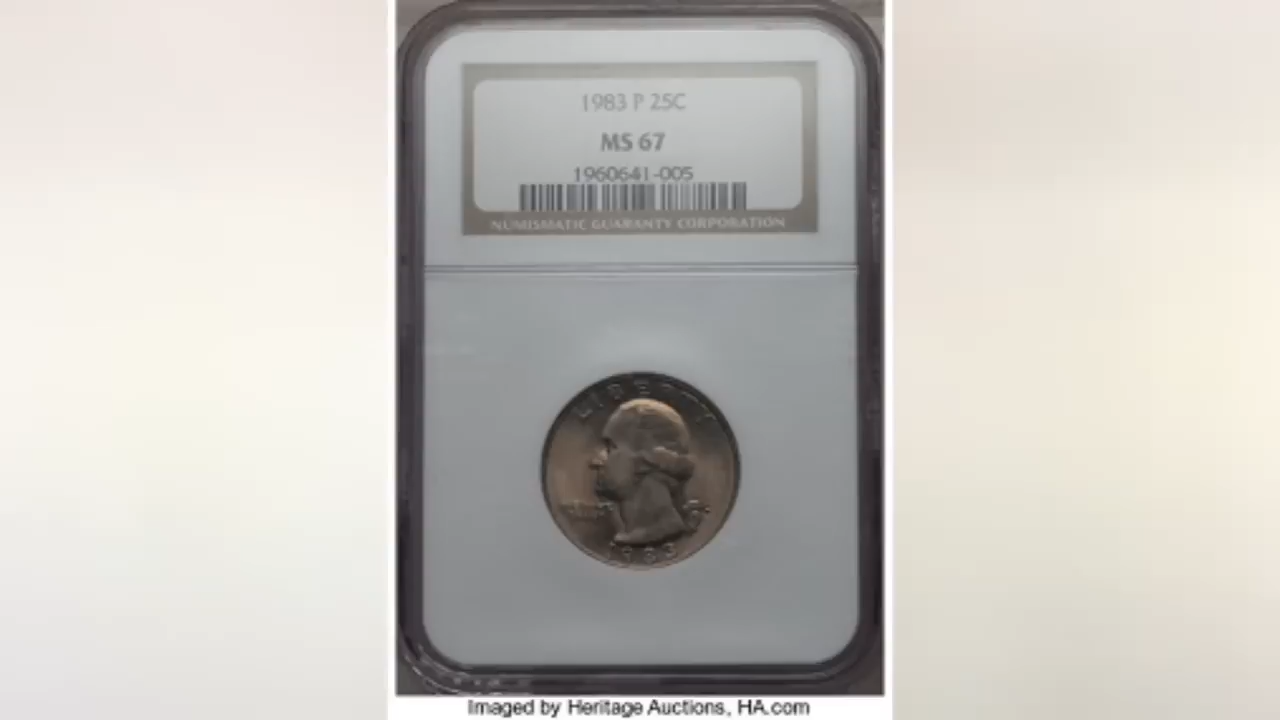 1983 P 25C
MS 67
1960641-005
NUMISMATIC GUARANTY CORPORATION
LIBERTY
1983
Imaged by Heritage Auctions, HA.com